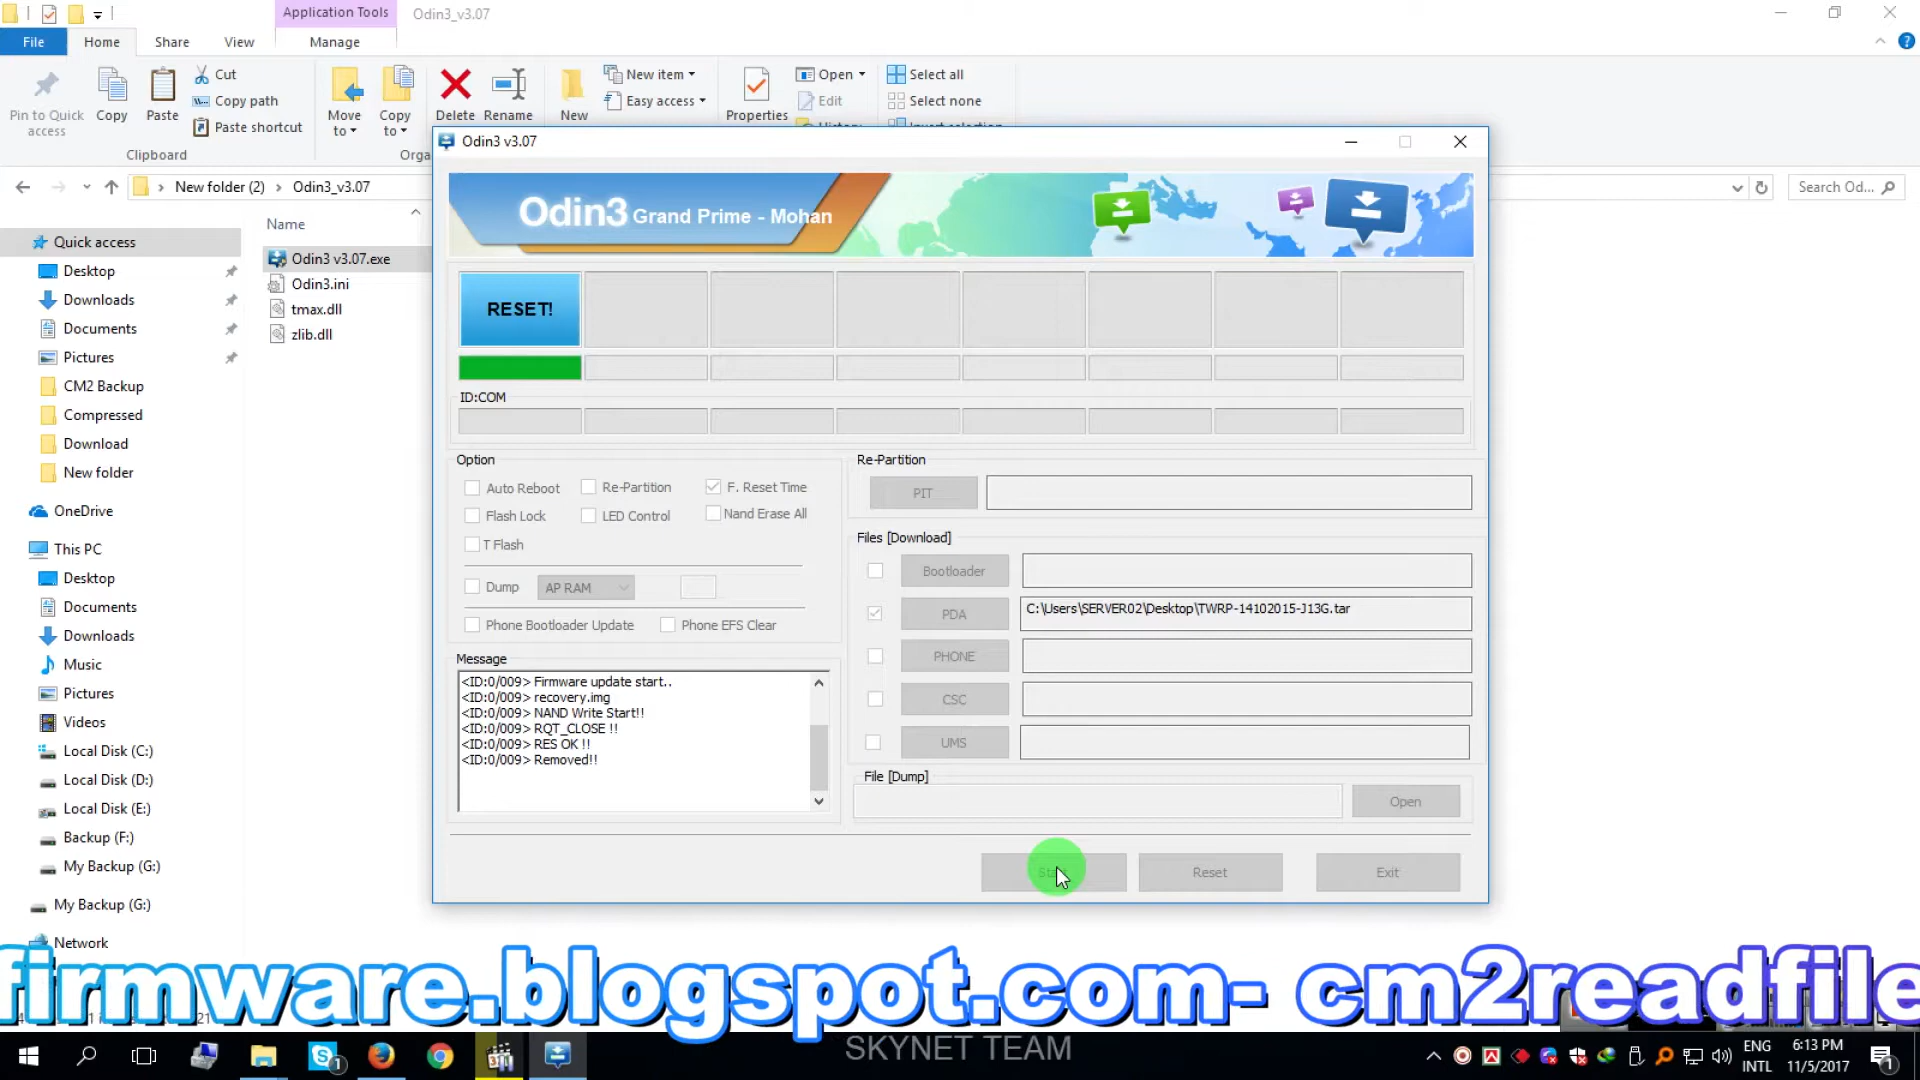 Application Tools
Odin3_v3.07
File
Home
Share
View
Manage
Pin to Quick access
Copy
Paste
Cut
Copy path
Paste shortcut
Clipboard
Move to
Copy to
Delete
Rename
New
New item
Easy access
Properties
Open
Edit
Select all
Select none
New folder (2)
Odin3_v3.07
Search Od...
Name
Odin3 v3.07.exe
Odin3.ini
tmax.dll
zlib.dll
Quick access
Desktop
Downloads
Documents
Pictures
CM2 Backup
Compressed
Download
New folder
OneDrive
This PC
Desktop
Documents
Downloads
Music
Pictures
Videos
Local Disk (C:)
Local Disk (D:)
Local Disk (E:)
Backup (F:)
My Backup (G:)
My Backup (G:)
Network
Odin3 v3.07
Odin3 Grand Prime - Mohan
RESET!
ID:COM
Option
Auto Reboot
Re-Partition
F. Reset Time
Flash Lock
LED Control
Nand Erase All
T Flash
Dump
AP RAM
Phone Bootloader Update
Phone EFS Clear
Message
<ID:0/009> Firmware update start..
<ID:0/009> recovery.img
<ID:0/009> NAND Write Start!!
<ID:0/009> RQT_CLOSE !!
<ID:0/009> RES OK !!
<ID:0/009> Removed!!
Re-Partition
PIT
Files [Download]
Bootloader
PDA
C:\Users\SERVER02\Desktop\TWRP-14102015-J13G.tar
PHONE
CSC
UMS
File [Dump]
Open
Reset
Exit
firmware.blogspot.com- cm2readfile
SKYNET TEAM
ENG
INTL
6:13 PM
11/5/2017